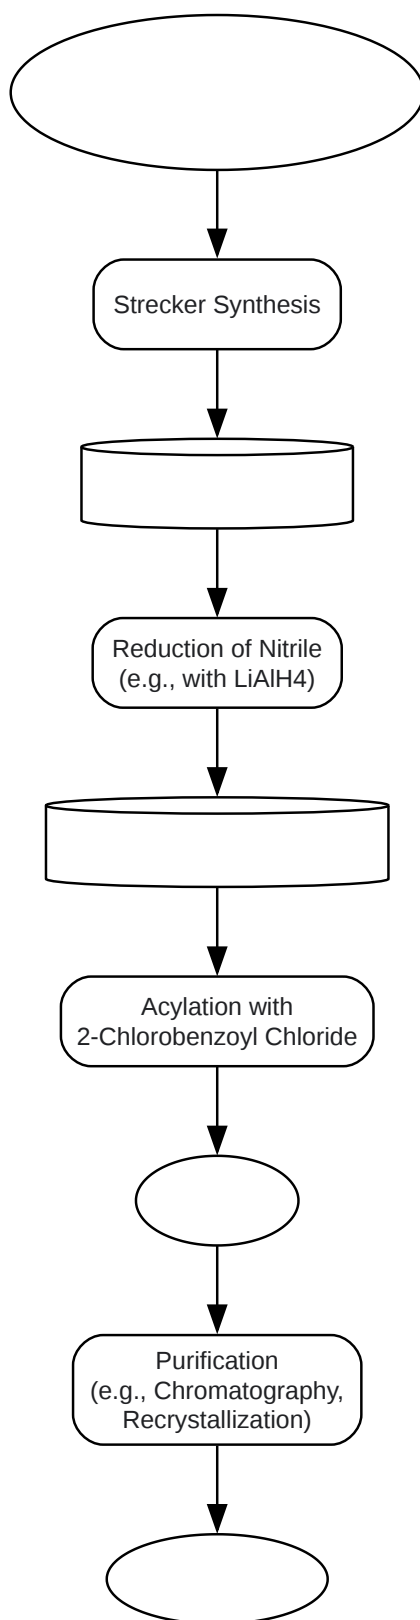 Strecker Synthesis
Reduction of Nitrile
(e.g., with LiAlH4)
Acylation with
2-Chlorobenzoyl Chloride
Purification
(e.g., Chromatography,
Recrystallization)